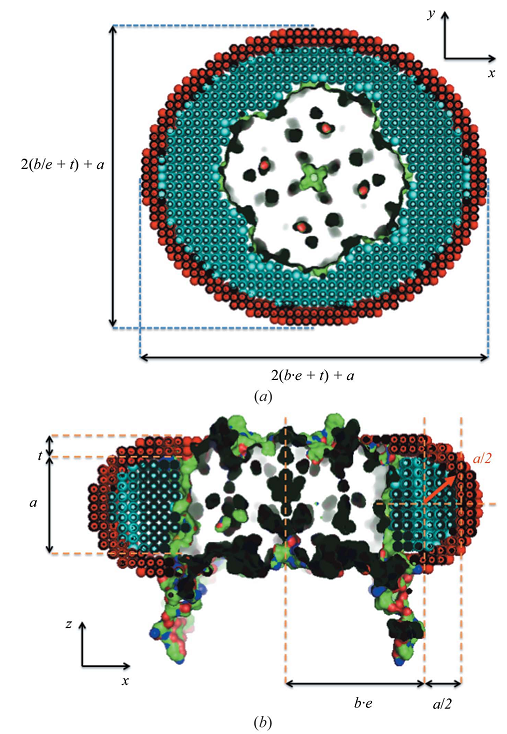 y
x
2(b/e + t) + a
2(b·e + t) + a
(a)
t
a
a/2
z
x
b·e
a/2
(b)